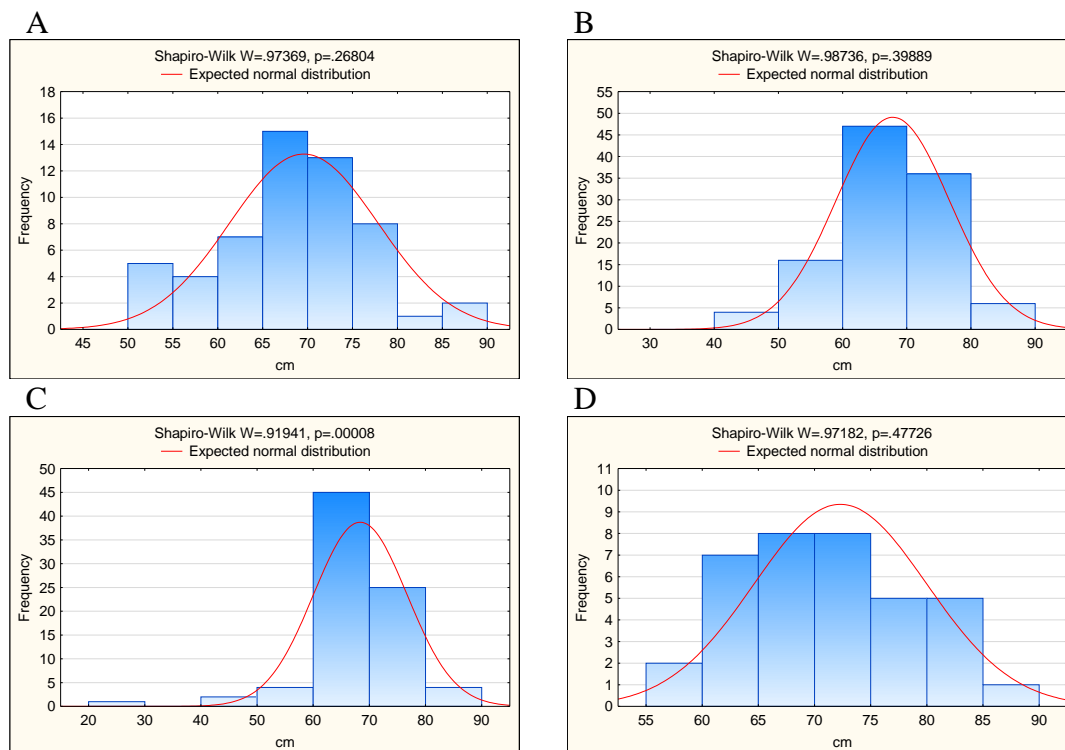 A
Shapiro-Wilk W=.97369, p=.26804
Expected normal distribution
18
16
14
12
10
8
6
4
2
0
Frequency
45 50 55 60 65 70 75 80 85 90
cm
B
Shapiro-Wilk W=.98736, p=.39889
Expected normal distribution
55
50
45
40
35
30
25
20
15
10
5
0
Frequency
30 40 50 60 70 80 90
cm
C
Shapiro-Wilk W=.91941, p=.00008
Expected normal distribution
50
45
40
35
30
25
20
15
10
5
0
Frequency
20 30 40 50 60 70 80 90
cm
D
Shapiro-Wilk W=.97182, p=.47726
Expected normal distribution
11
10
9
8
7
6
5
4
3
2
1
0
Frequency
55 60 65 70 75 80 85 90
cm